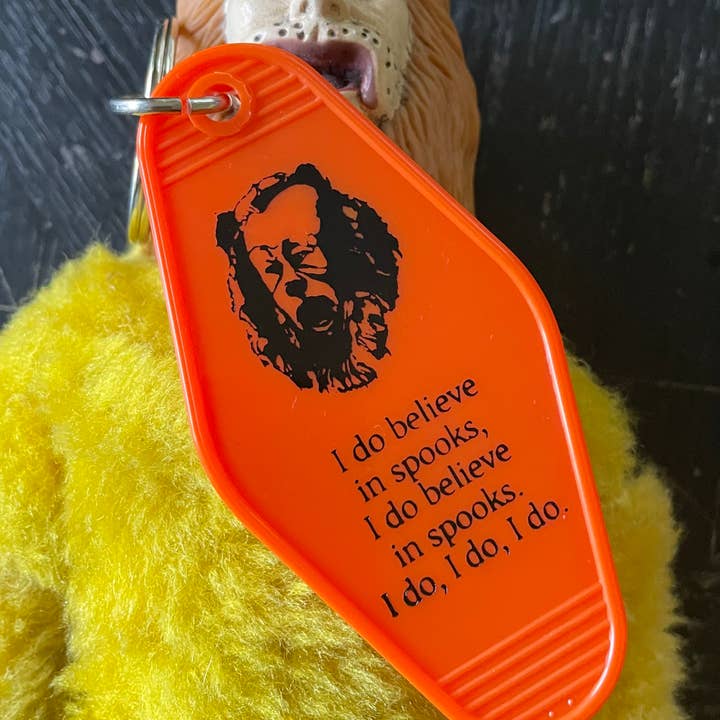 I do believe
in spooks,
I do believe
in spooks.
I do, I do, I do.